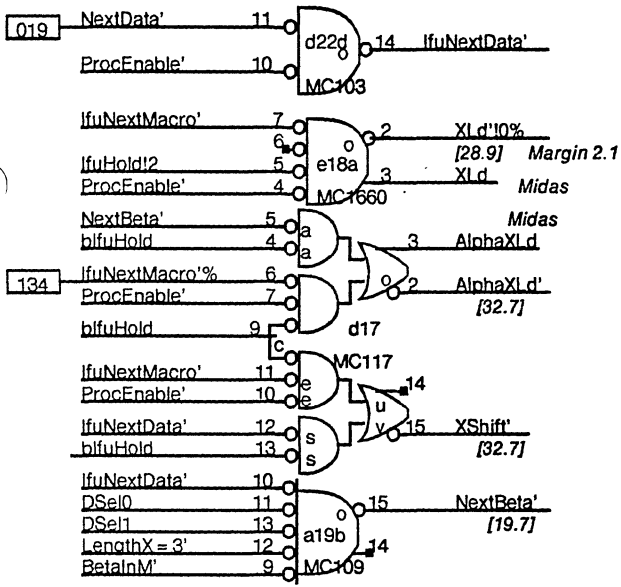 019 NextData' 11 d22d o 14 IfuNextData'
ProcEnable' 10 MC103
IfuNextMacro' 7 2 XLd'!0%
6 o [28.9] Margin 2.1
IfuHold!2 5 e18a 3 XLd
ProcEnable' 4 MC1660 Midas
NextBeta' 5 a Midas
bIfuHold 4 a 3 AlphaXLd
134 IfuNextMacro'% 6 o 2 AlphaXLd'
ProcEnable' 7 [32.7]
bIfuHold 9 d17
c MC117
IfuNextMacro' 11 e 14
ProcEnable' 10 e u
IfuNextData' 12 s v 15 XShift'
bIfuHold 13 s [32.7]
IfuNextData' 10
DSel0 11 o 15 NextBeta'
DSel1 13 a19b [19.7]
LengthX = 3' 12 14
BetaInM' 9 MC109